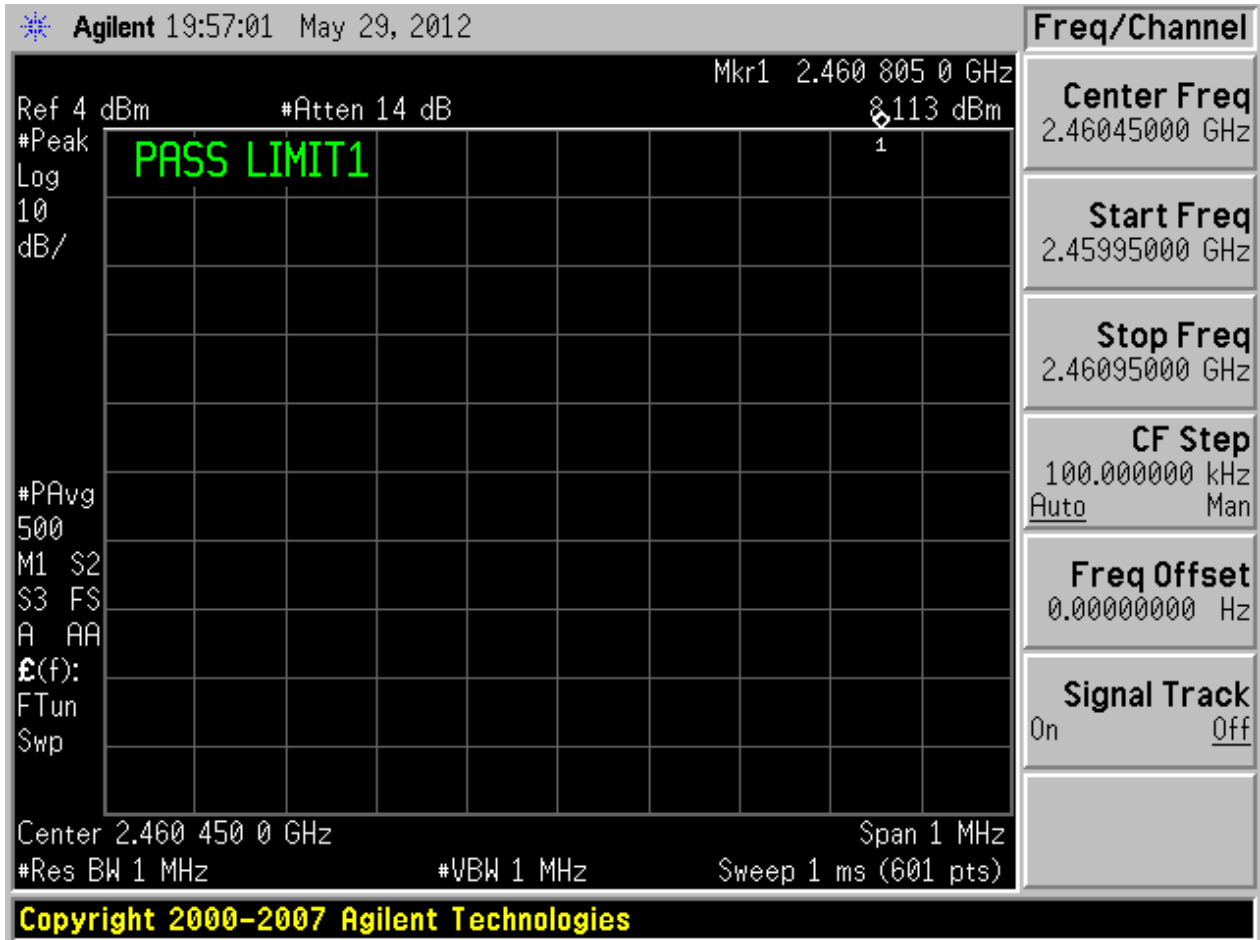 Agilent 19:57:01 May 29, 2012
Freq/Channel
Mkr1 2.460 805 0 GHz
Ref 4 dBm #Atten 14 dB 8.113 dBm
#Peak
Log
10
dB/
PASS LIMIT1
1
#PAvg
500
M1 S2
S3 FS
A AA
£(f):
FTun
Swp
Center 2.460 450 0 GHz Span 1 MHz
#Res BW 1 MHz #VBW 1 MHz Sweep 1 ms (601 pts)
Center Freq
2.46045000 GHz
Start Freq
2.45995000 GHz
Stop Freq
2.46095000 GHz
CF Step
100.000000 kHz
Auto Man
Freq Offset
0.00000000 Hz
Signal Track
On Off
Copyright 2000-2007 Agilent Technologies